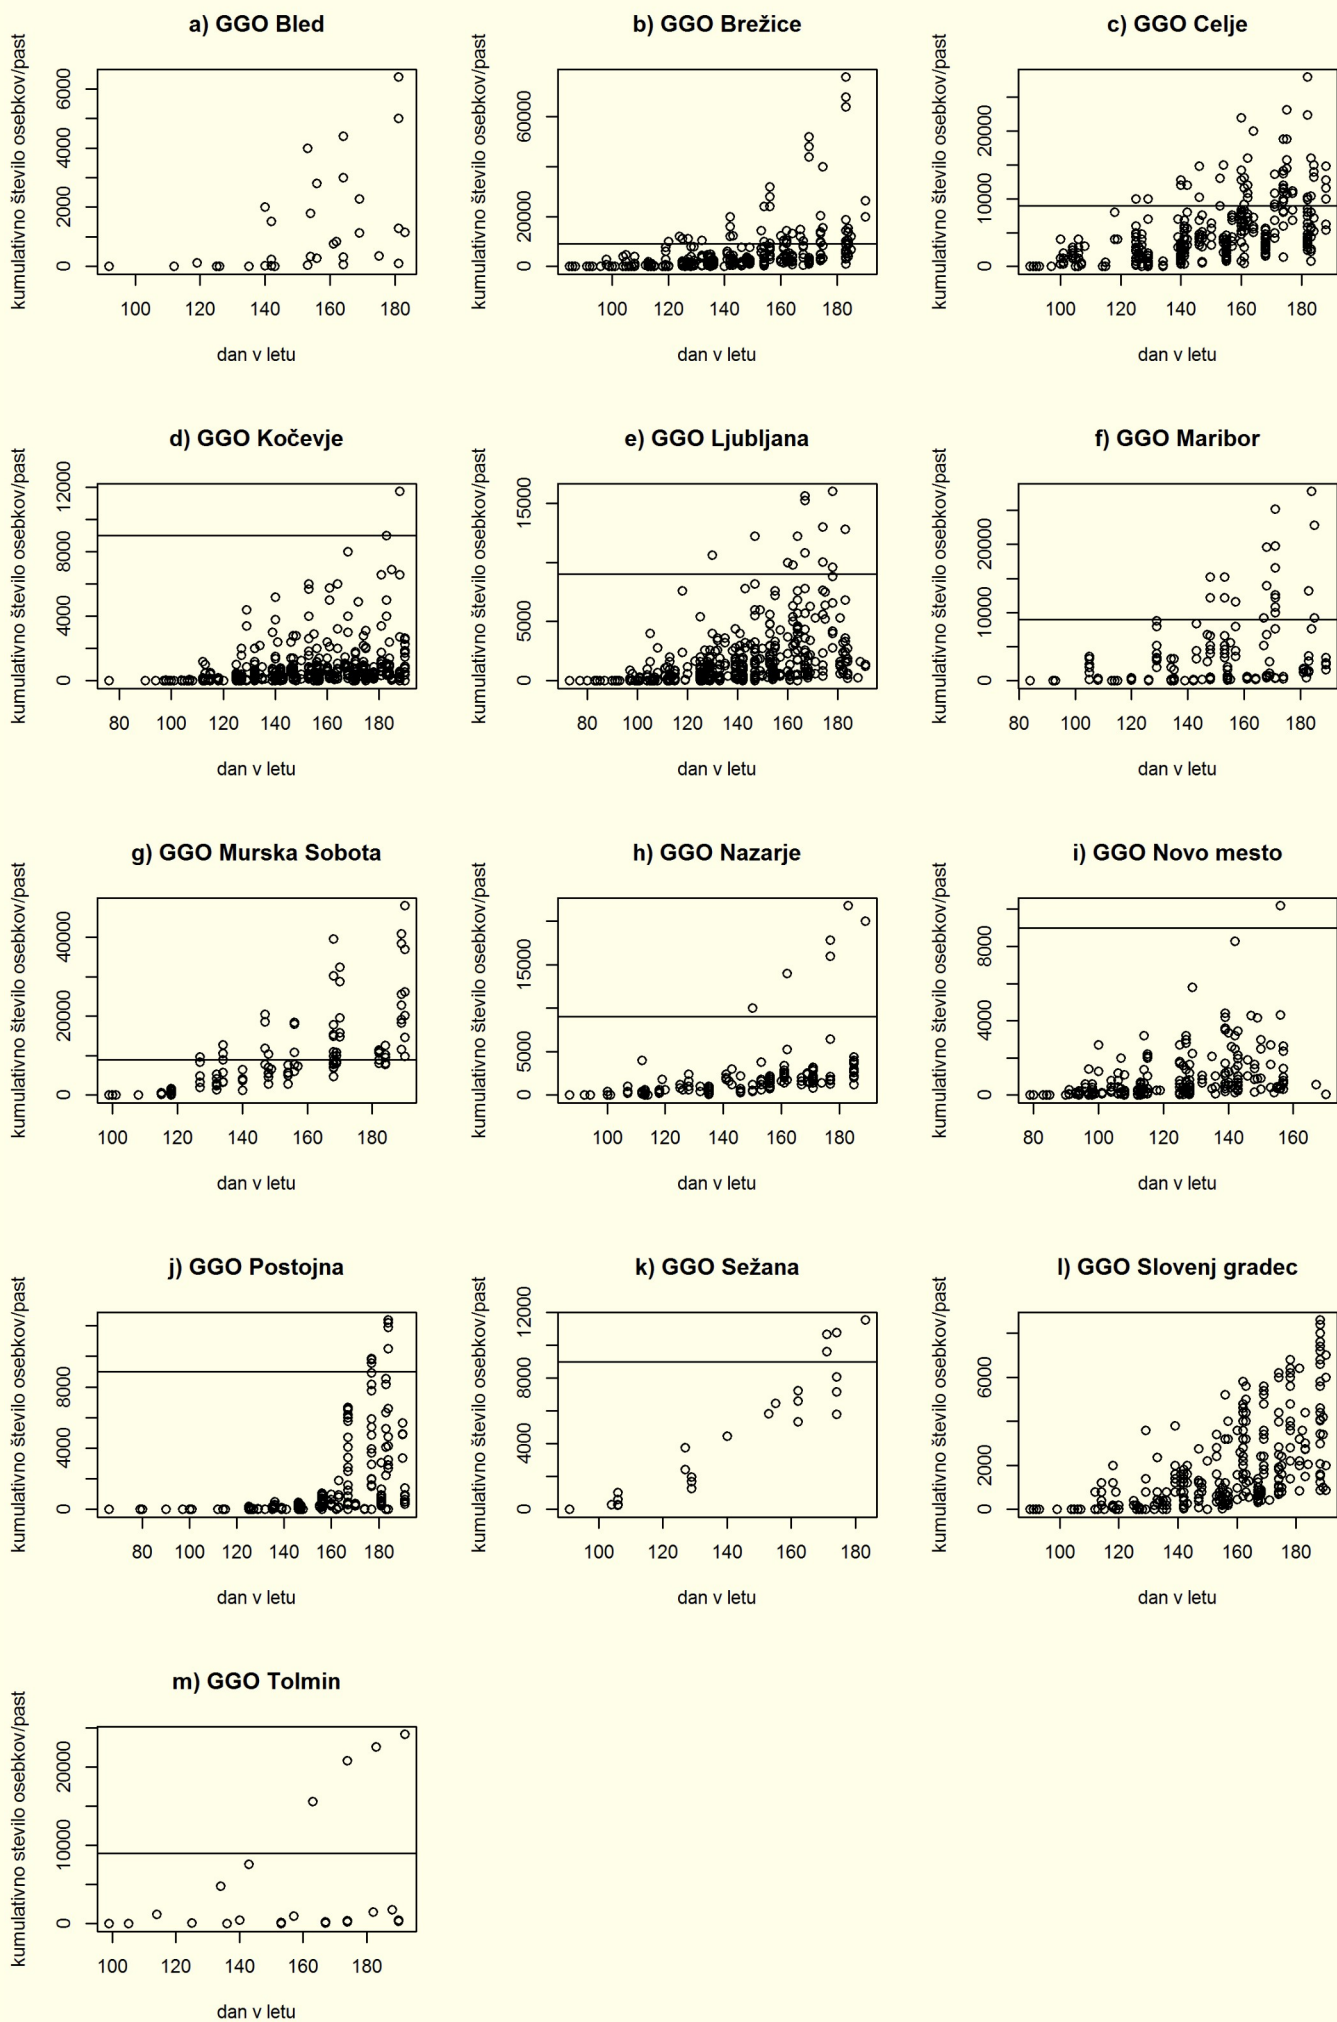 a) GGO Bled
kumulativno število osebkov/past
0 2000 4000 6000
100 120 140 160 180
dan v letu
b) GGO Brežice
kumulativno število osebkov/past
0 20000 60000
100 120 140 160 180
dan v letu
c) GGO Celje
kumulativno število osebkov/past
0 10000 20000
100 120 140 160 180
dan v letu
d) GGO Kočevje
kumulativno število osebkov/past
0 4000 8000 12000
80 100 120 140 160 180
dan v letu
e) GGO Ljubljana
kumulativno število osebkov/past
0 5000 15000
80 100 120 140 160 180
dan v letu
f) GGO Maribor
kumulativno število osebkov/past
0 10000 20000
80 100 120 140 160 180
dan v letu
g) GGO Murska Sobota
kumulativno število osebkov/past
0 20000 40000
100 120 140 160 180
dan v letu
h) GGO Nazarje
kumulativno število osebkov/past
0 5000 15000
100 120 140 160 180
dan v letu
i) GGO Novo mesto
kumulativno število osebkov/past
0 4000 8000
80 100 120 140 160
dan v letu
j) GGO Postojna
kumulativno število osebkov/past
0 4000 8000
80 100 120 140 160 180
dan v letu
k) GGO Sežana
kumulativno število osebkov/past
0 4000 8000 12000
100 120 140 160 180
dan v letu
l) GGO Slovenj gradec
kumulativno število osebkov/past
0 2000 6000
100 120 140 160 180
dan v letu
m) GGO Tolmin
kumulativno stevilo osebkov/past
0 10000 20000
100 120 140 160 180
dan v letu